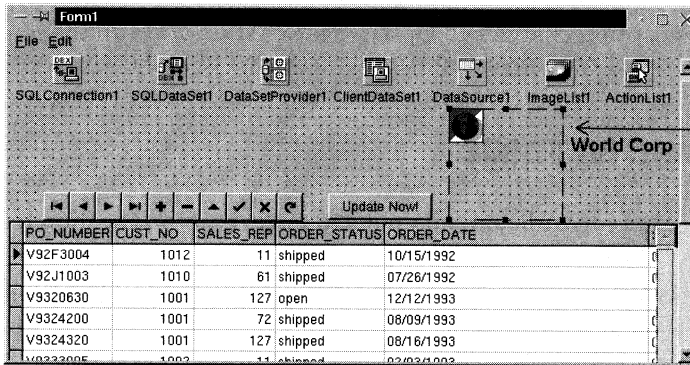 Form1
File Edit
SQLConnection1 SQLDataSet1 DataSetProvider1 ClientDataSet1 DataSource1 ImageList1 ActionList1
World Corp
Update Now!
PO_NUMBER CUST_NO SALES_REP ORDER_STATUS ORDER_DATE
V92F3004 1012 11 shipped 10/15/1992
V92J1003 1010 61 shipped 07/26/1992
V9320630 1001 127 open 12/12/1993
V9324200 1001 72 shipped 08/09/1993
V9324320 1001 127 shipped 08/16/1993